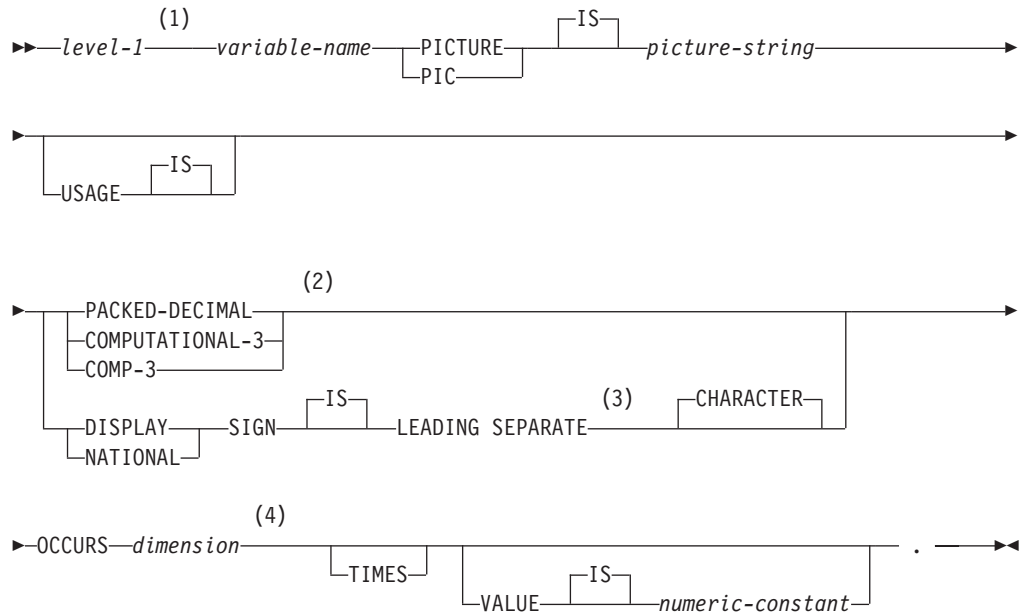 (1) IS
level-1 variable-name PICTURE picture-string
PIC
IS
USAGE
(2)
PACKED-DECIMAL
COMPUTATIONAL-3
COMP-3
IS (3) CHARACTER
DISPLAY SIGN LEADING SEPARATE
NATIONAL
(4)
OCCURS dimension .
TIMES IS
VALUE numeric-constant